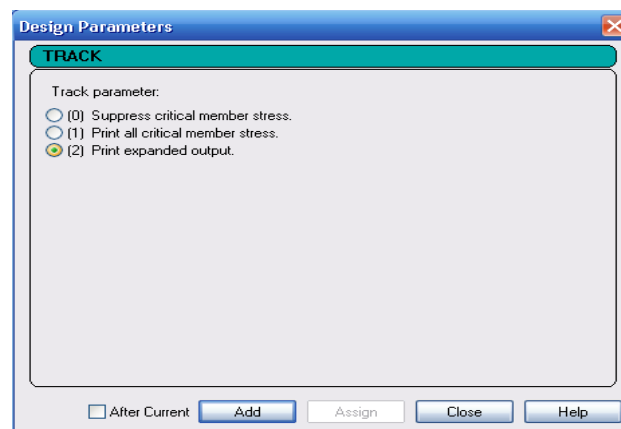 Design Parameters
TRACK
Track parameter:
(0) Suppress critical member stress.
(1) Print all critical member stress.
(2) Print expanded output.
After Current Add Assign Close Help